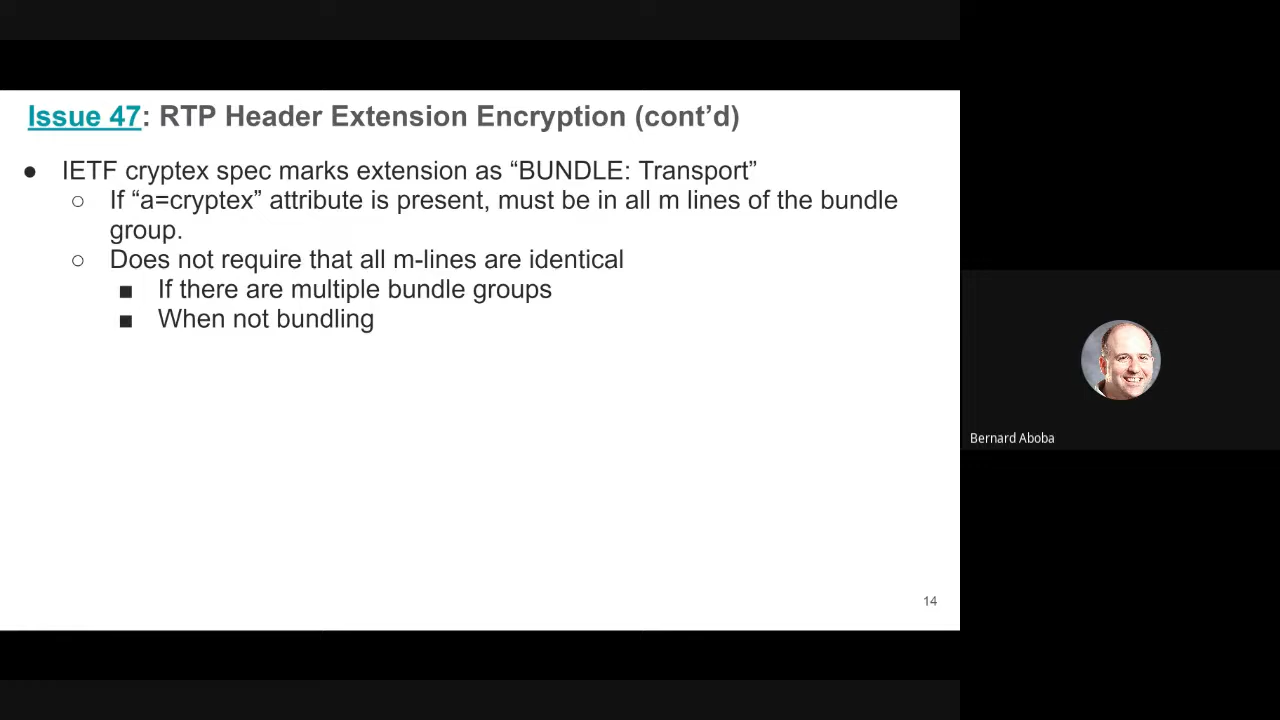 Issue 47: RTP Header Extension Encryption (cont’d)
● IETF cryptex spec marks extension as “BUNDLE: Transport”
○ If “a=cryptex” attribute is present, must be in all m lines of the bundle
group.
○ Does not require that all m-lines are identical
■ If there are multiple bundle groups
■ When not bundling
14
Bernard Aboba